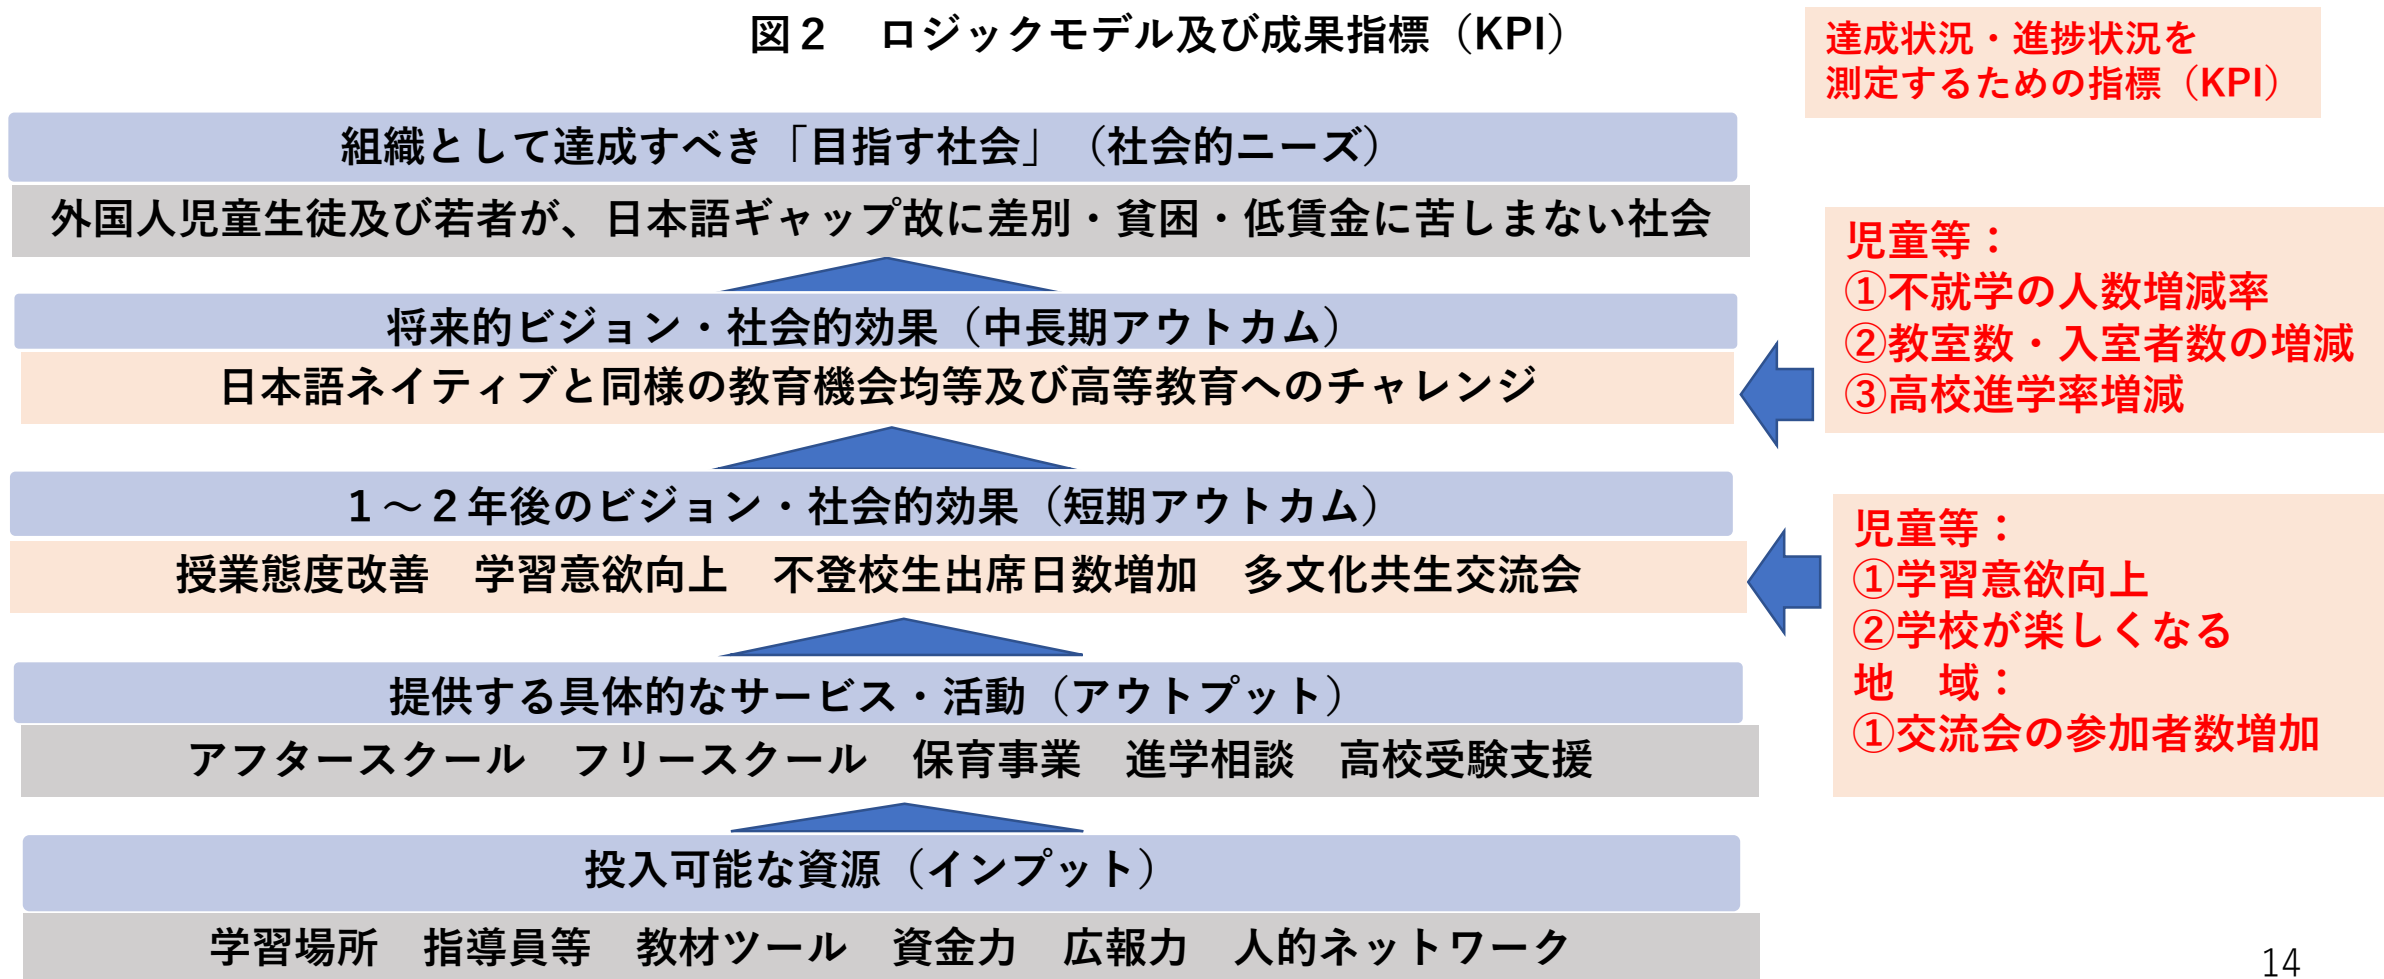 図２　ロジックモデル及び成果指標（KPI）
達成状況・進捗状況を
測定するための指標（KPI）
組織として達成すべき「目指す社会」（社会的ニーズ）
外国人児童生徒及び若者が、日本語ギャップ故に差別・貧困・低賃金に苦しまない社会
将来的ビジョン・社会的効果（中長期アウトカム）
日本語ネイティブと同様の教育機会均等及び高等教育へのチャレンジ
児童等：
①不就学の人数増減率
②教室数・入室者数の増減
③高校進学率増減
１～２年後のビジョン・社会的効果（短期アウトカム）
授業態度改善　学習意欲向上　不登校生出席日数増加　多文化共生交流会
児童等：
①学習意欲向上
②学校が楽しくなる
地　域：
①交流会の参加者数増加
提供する具体的なサービス・活動（アウトプット）
アフタースクール　フリースクール　保育事業　進学相談　高校受験支援
投入可能な資源（インプット）
学習場所　指導員等　教材ツール　資金力　広報力　人的ネットワーク
14